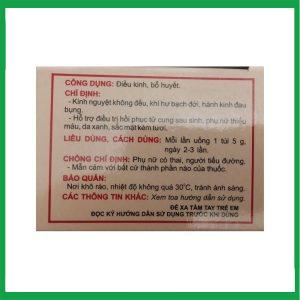 CÔNG DỤNG: Điều kinh, bổ huyết.
CHỈ ĐỊNH:
- Kinh nguyệt không đều, khí hư bạch đới, hành kinh đau
bụng.
- Hỗ trợ điều trị hồi phục tử cung sau sinh, phụ nữ thiếu
máu, da xanh, sắc mặt kém tươi.
LIỀU DÙNG, CÁCH DÙNG: Mỗi lần uống 1 túi 5 g,
ngày 2-3 lần.
CHỐNG CHỈ ĐỊNH: Phụ nữ có thai, người tiểu đường.
- Mẫn cảm với bất cứ thành phần nào của thuốc.
BẢO QUẢN:
Nơi khô ráo, nhiệt độ không quá 30°C, tránh ánh sáng.
CÁC THÔNG TIN KHÁC: Xem toa hướng dẫn sử dụng.
ĐỂ XA TẦM TAY TRẺ EM
ĐỌC KỸ HƯỚNG DẪN SỬ DỤNG TRƯỚC KHI DÙNG